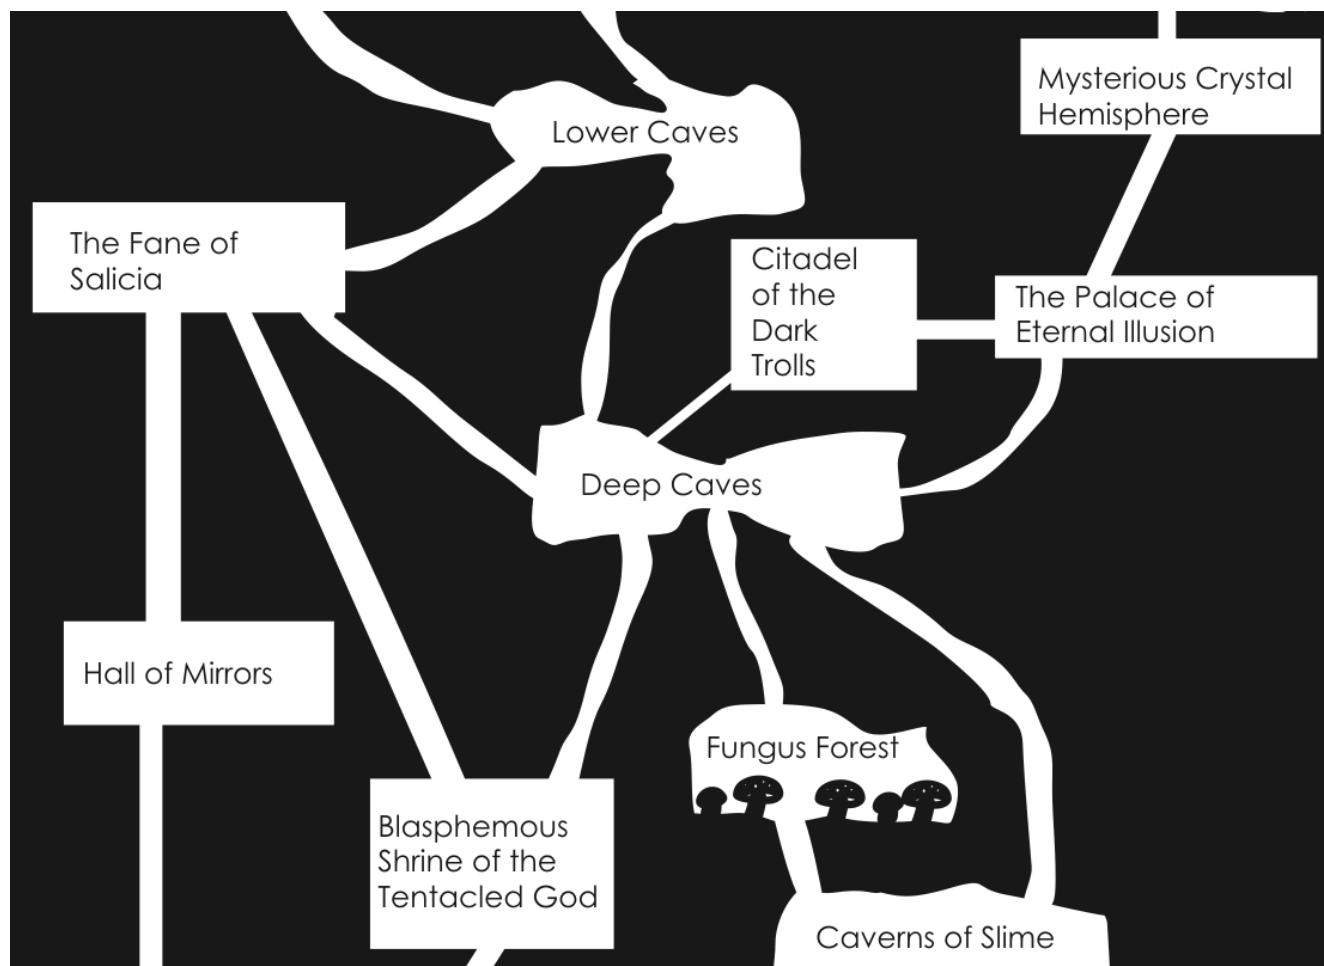 Mysterious Crystal
Hemisphere
Lower Caves
The Fane of
Salicia
Citadel
of the
Dark
Trolls
The Palace of
Eternal Illusion
Deep Caves
Hall of Mirrors
Fungus Forest
Blasphemous
Shrine of the
Tentacled God
Caverns of Slime